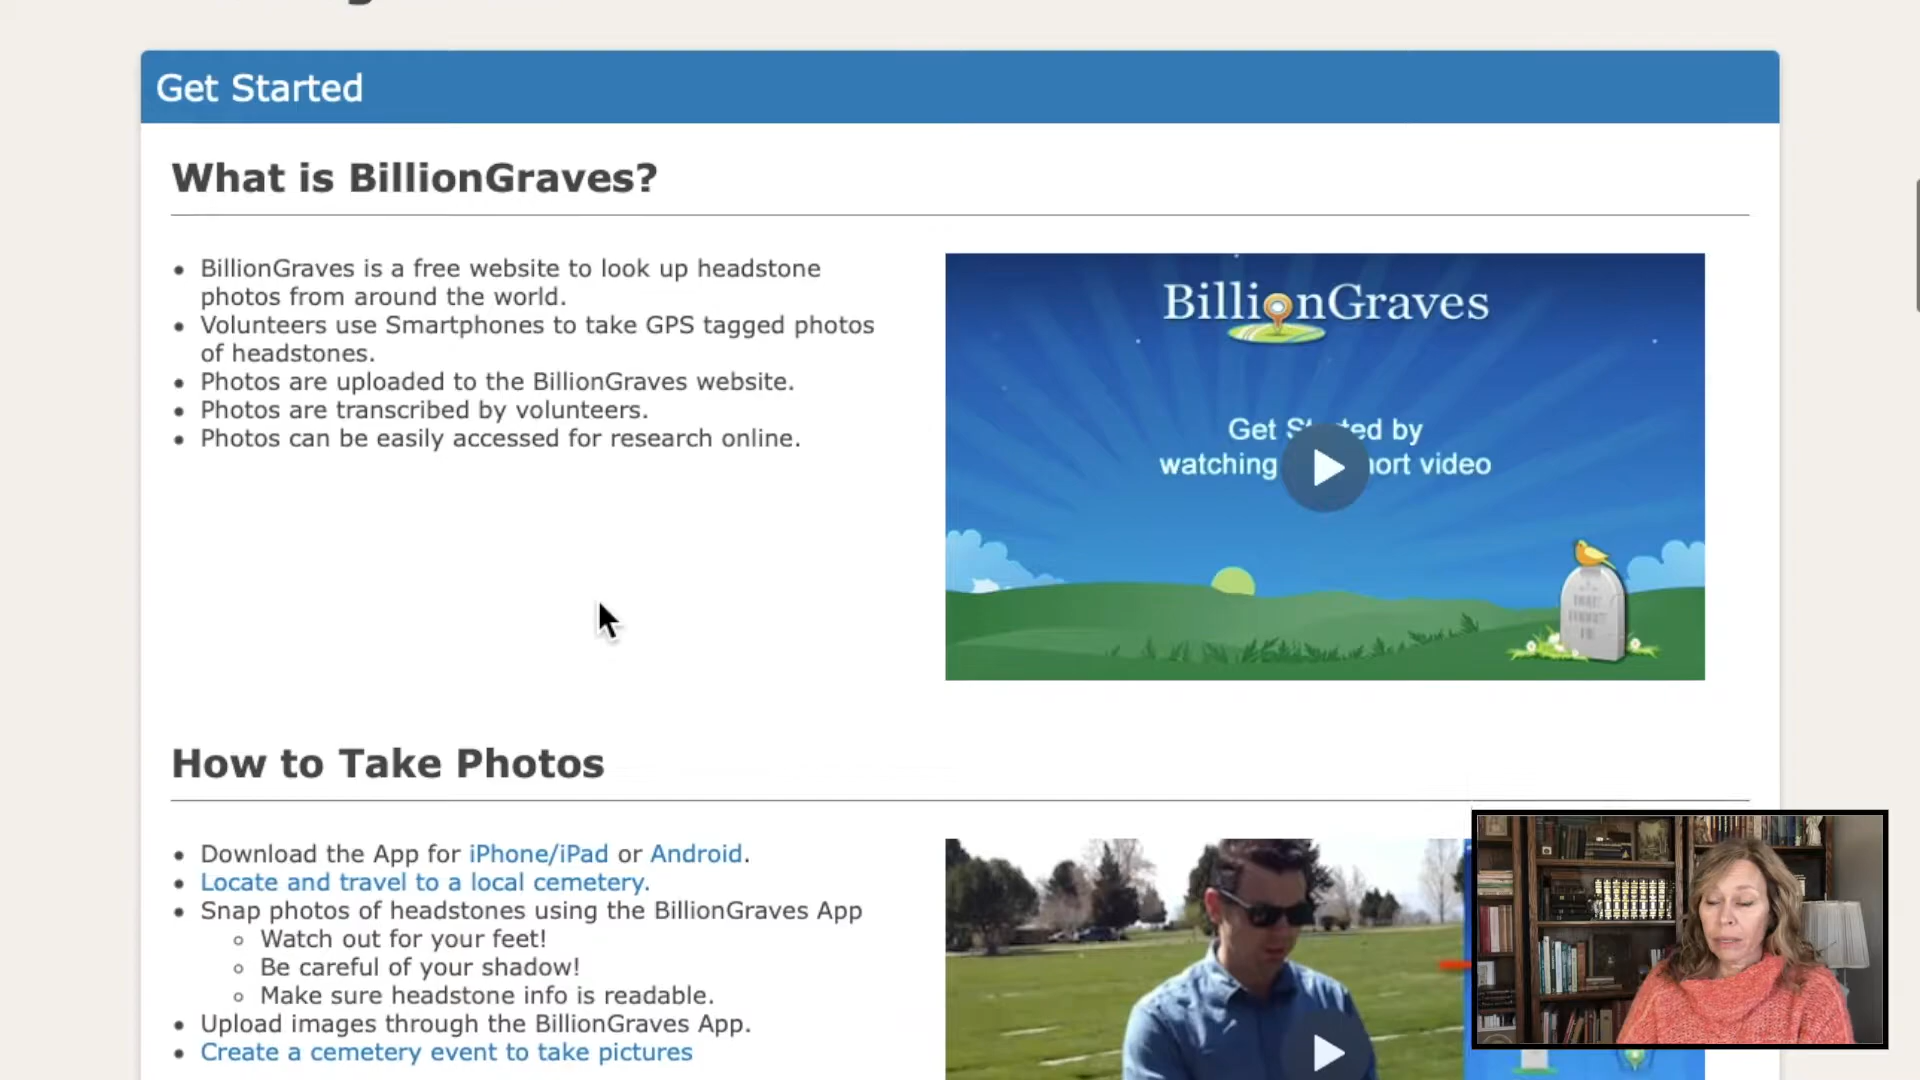 Get Started
What is BillionGraves?
BillionGraves is a free website to look up headstone
photos from around the world.
Volunteers use Smartphones to take GPS tagged photos
of headstones.
Photos are uploaded to the BillionGraves website.
Photos are transcribed by volunteers.
Photos can be easily accessed for research online.
BillionGraves
Get by
watching video
How to Take Photos
Download the App for iPhone/iPad or Android.
Locate and travel to a local cemetery.
Snap photos of headstones using the BillionGraves App
Watch out for your feet!
Be careful of your shadow!
Make sure headstone info is readable.
Upload images through the BillionGraves App.
Create a cemetery event to take pictures